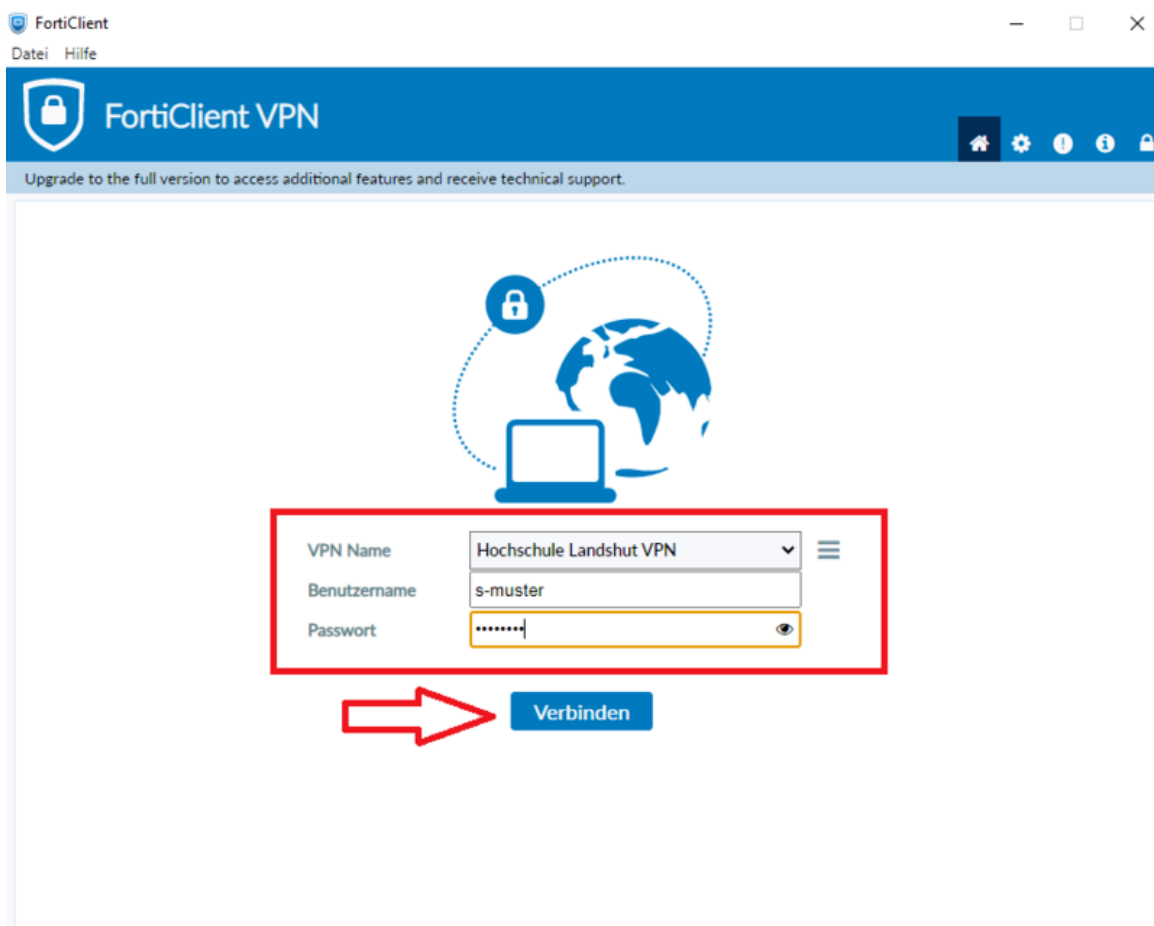 FortiClient
Datei Hilfe
FortiClient VPN
Upgrade to the full version to access additional features and receive technical support.
VPN Name Hochschule Landshut VPN
Benutzername s-muster
Passwort ••••••••
Verbinden